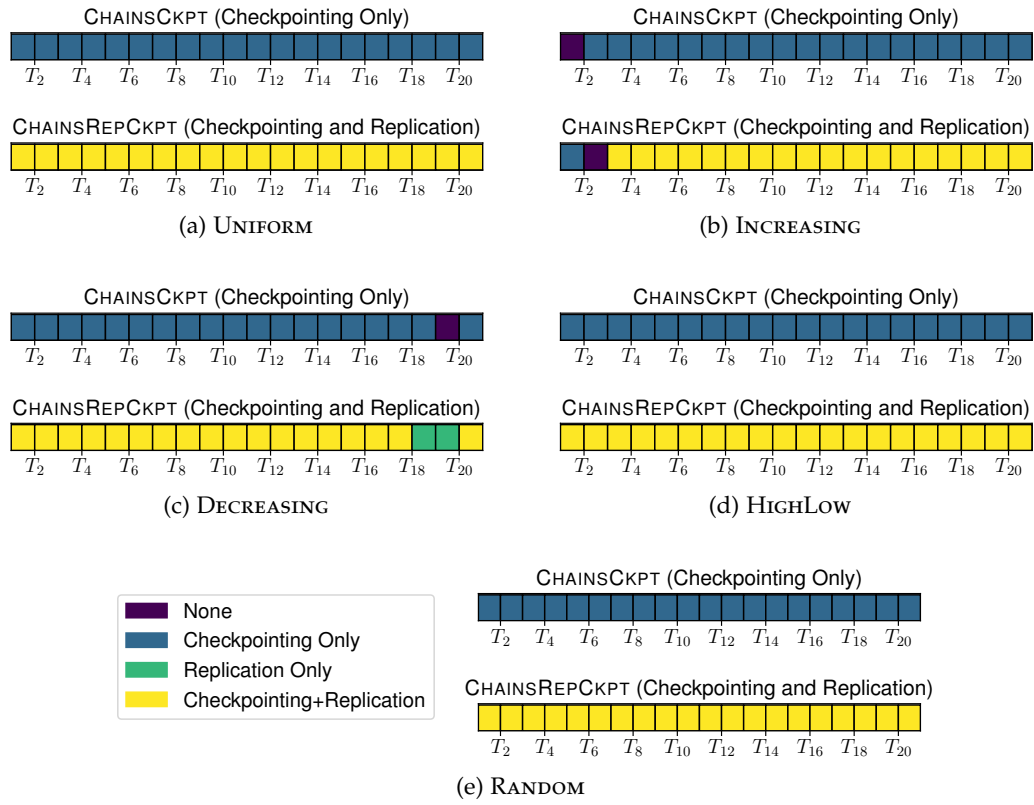 CHAINSCKPT (Checkpointing Only)
T2 T4 T6 T8 T10 T12 T14 T16 T18 T20
CHAINSREPCKPT (Checkpointing and Replication)
T2 T4 T6 T8 T10 T12 T14 T16 T18 T20
(a) UNIFORM
CHAINSCKPT (Checkpointing Only)
T2 T4 T6 T8 T10 T12 T14 T16 T18 T20
CHAINSREPCKPT (Checkpointing and Replication)
T2 T4 T6 T8 T10 T12 T14 T16 T18 T20
(b) INCREASING
CHAINSCKPT (Checkpointing Only)
T2 T4 T6 T8 T10 T12 T14 T16 T18 T20
CHAINSREPCKPT (Checkpointing and Replication)
T2 T4 T6 T8 T10 T12 T14 T16 T18 T20
(c) DECREASING
CHAINSCKPT (Checkpointing Only)
T2 T4 T6 T8 T10 T12 T14 T16 T18 T20
CHAINSREPCKPT (Checkpointing and Replication)
T2 T4 T6 T8 T10 T12 T14 T16 T18 T20
(d) HIGHLOW
None
Checkpointing Only
Replication Only
Checkpointing+Replication
CHAINSCKPT (Checkpointing Only)
T2 T4 T6 T8 T10 T12 T14 T16 T18 T20
CHAINSREPCKPT (Checkpointing and Replication)
T2 T4 T6 T8 T10 T12 T14 T16 T18 T20
(e) RANDOM